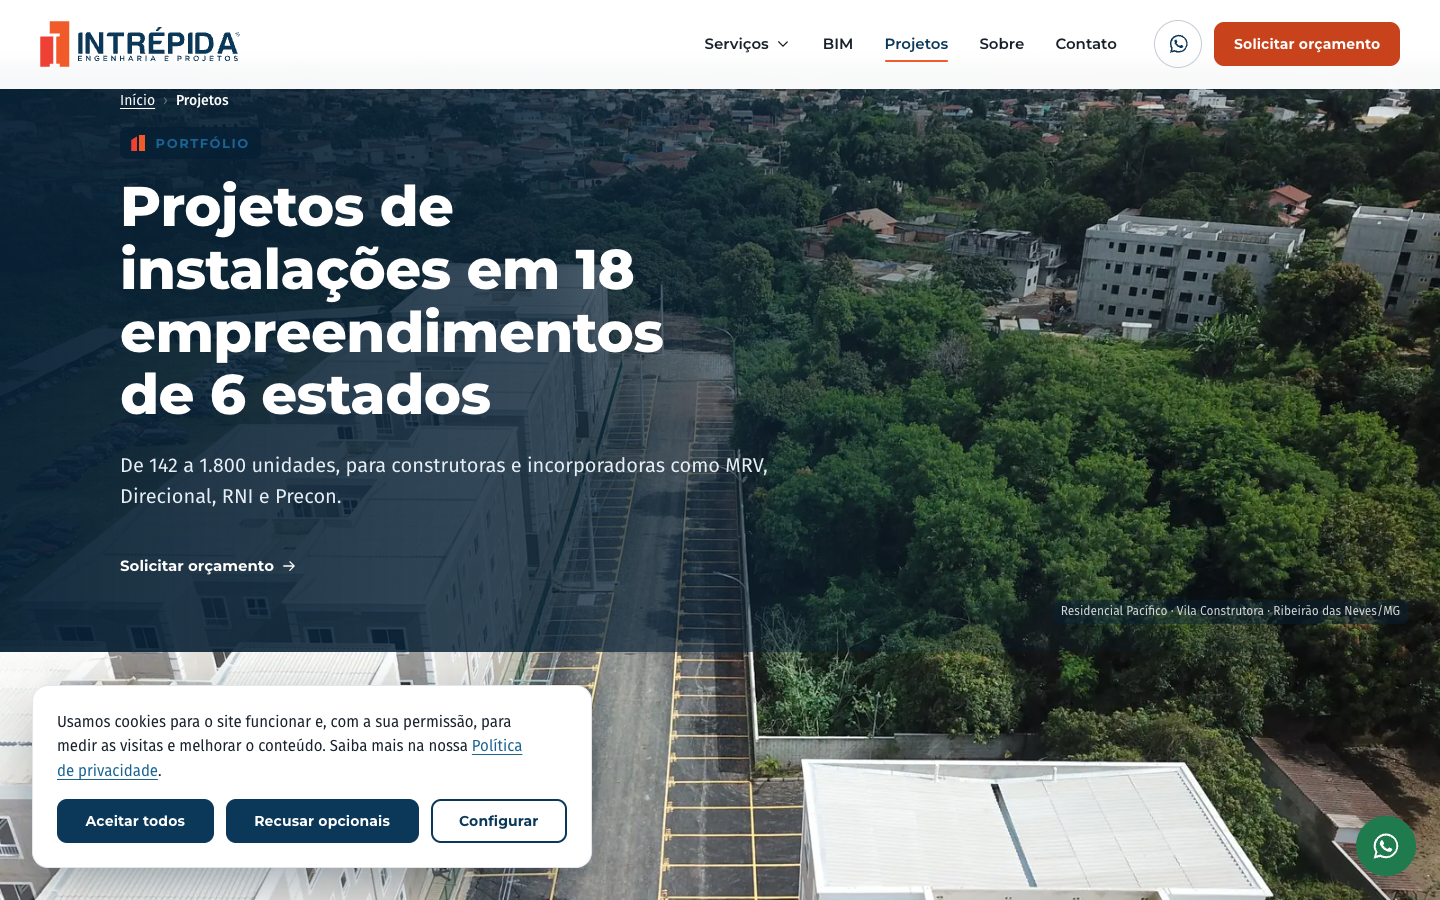 INTRÉPIDA
ENGENHARIA E PROJETOS
Serviços
BIM
Projetos
Sobre
Contato
Solicitar orçamento
Início › Projetos
PORTFÓLIO
Projetos de
instalações em 18
empreendimentos
de 6 estados
De 142 a 1.800 unidades, para construtoras e incorporadoras como MRV,
Direcional, RNI e Precon.
Solicitar orçamento →
Residencial Pacífico · Vila Construtora · Ribeirão das Neves/MG
Usamos cookies para o site funcionar e, com a sua permissão, para
medir as visitas e melhorar o conteúdo. Saiba mais na nossa Política
de privacidade.
Aceitar todos
Recusar opcionais
Configurar